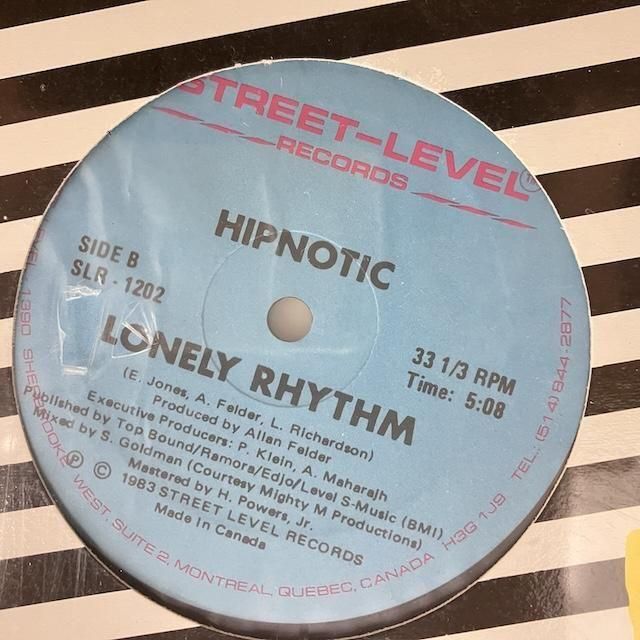 STREET-LEVEL
RECORDS
HIPNOTIC
SIDE B
SLR - 1202
LONELY RHYTHM
33 1/3 RPM
Time: 5:08
(E. Jones, A. Felder, L. Richardson)
Produced by Allan Felder
Executive Producers: P. Klein, A. Maharajh
Published by Top Bound/Ramors/Edjo/Level S-Music (BMI)
Mixed by S. Goldman (Courtesy Mighty M Productions)
Mastered by H. Powers, Jr.
℗ © 1983 STREET LEVEL RECORDS
Made in Canada
1390 SHERBROOKE WEST, SUITE 2, MONTREAL, QUEBEC, CANADA H3G 1J9 TEL.: (514) 844-2877